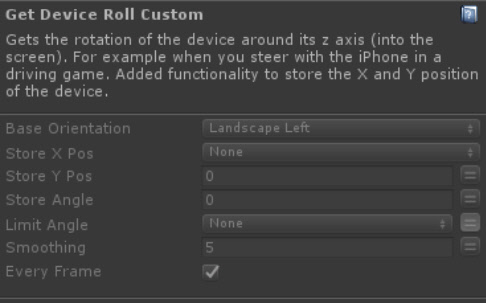 Get Device Roll Custom
Gets the rotation of the device around its z axis (into the
screen). For example when you steer with the iPhone in a
driving game. Added functionality to store the X and Y position
of the device.
Base Orientation Landscape Left
Store X Pos None
Store Y Pos 0
Store Angle 0
Limit Angle None
Smoothing 5
Every Frame